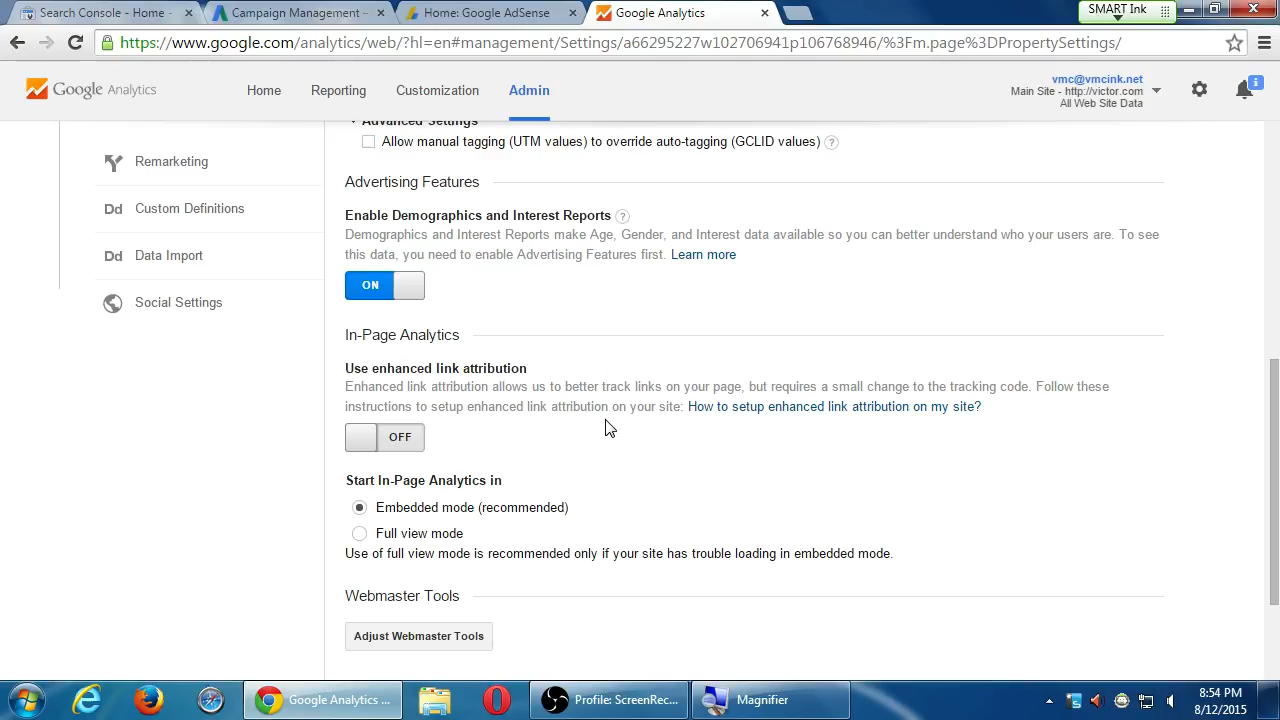 Search Console - Home -
Campaign Management -
Home: Google AdSense
Google Analytics
SMART Ink
https://www.google.com/analytics/web/?hl=en#management/Settings/a66295227w102706941p106768946/%3Fm.page%3DPropertySettings/
Google Analytics
Home
Reporting
Customization
Admin
vmc@vmcink.net
Main Site - http://victor.com
All Web Site Data
Advanced Settings
Allow manual tagging (UTM values) to override auto-tagging (GCLID values) ?
Remarketing
Dd Custom Definitions
Dd Data Import
Social Settings
Advertising Features
Enable Demographics and Interest Reports ?
Demographics and Interest Reports make Age, Gender, and Interest data available so you can better understand who your users are. To see
this data, you need to enable Advertising Features first. Learn more
ON
In-Page Analytics
Use enhanced link attribution
Enhanced link attribution allows us to better track links on your page, but requires a small change to the tracking code. Follow these
instructions to setup enhanced link attribution on your site: How to setup enhanced link attribution on my site?
OFF
Start In-Page Analytics in
Embedded mode (recommended)
Full view mode
Use of full view mode is recommended only if your site has trouble loading in embedded mode.
Webmaster Tools
Adjust Webmaster Tools
Google Analytics ...
Profile: ScreenRec...
Magnifier
8:54 PM
8/12/2015